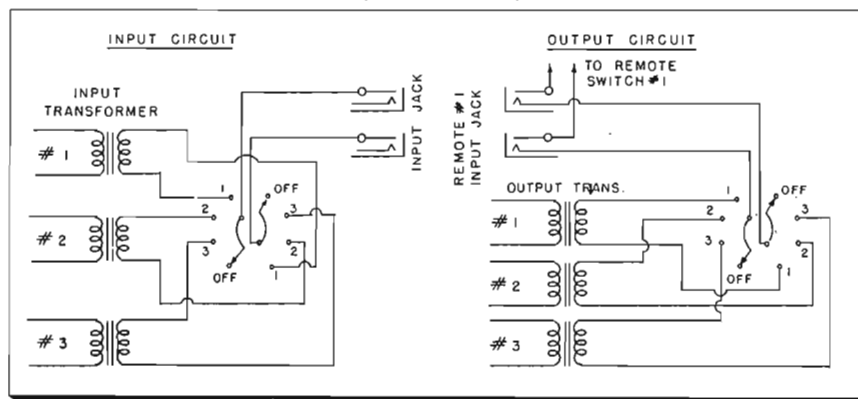 INPUT CIRCUIT
INPUT
TRANSFORMER
# 1
# 2
# 3
1
2
3
OFF
OFF
3
2
1
INPUT JACK
OUTPUT CIRCUIT
TO REMOTE
SWITCH #1
REMOTE #1
INPUT JACK
OUTPUT TRANS.
#1
#2
#3
1
2
3
OFF
OFF
3
2
1